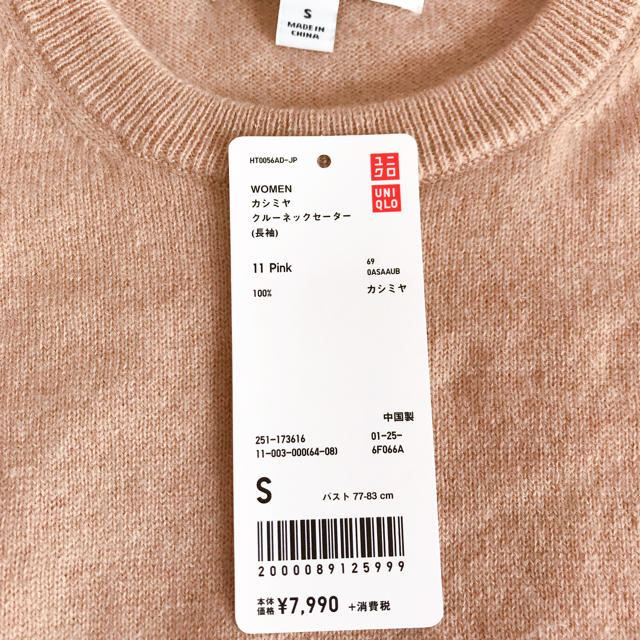 S
MADE IN
CHINA
HT0056AD-JP
ユニ
クロ
UNI
QLO
WOMEN
カシミヤ
クルーネックセーター
(長袖)
11 Pink
69
0ASAAUB
100%
カシミヤ
中国製
251-173616
01-25-
11-003-000(64-08)
6F066A
S
バスト 77-83 cm
2000089125999
本体
価格 ¥7,990 +消費税